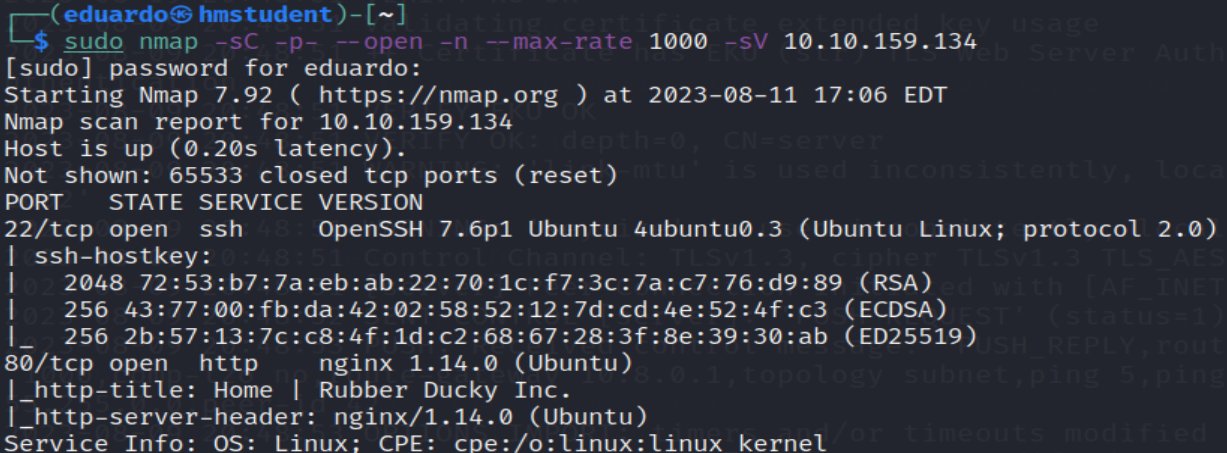 ┌──(eduardo㉿hmstudent)-[~]
└─$ sudo nmap -sC -p- --open -n --max-rate 1000 -sV 10.10.159.134
[sudo] password for eduardo:
Starting Nmap 7.92 ( https://nmap.org ) at 2023-08-11 17:06 EDT
Nmap scan report for 10.10.159.134
Host is up (0.20s latency).
Not shown: 65533 closed tcp ports (reset)
PORT   STATE SERVICE VERSION
22/tcp open  ssh     OpenSSH 7.6p1 Ubuntu 4ubuntu0.3 (Ubuntu Linux; protocol 2.0)
| ssh-hostkey:
|   2048 72:53:b7:7a:eb:ab:22:70:1c:f7:3c:7a:c7:76:d9:89 (RSA)
|   256 43:77:00:fb:da:42:02:58:52:12:7d:cd:4e:52:4f:c3 (ECDSA)
|_  256 2b:57:13:7c:c8:4f:1d:c2:68:67:28:3f:8e:39:30:ab (ED25519)
80/tcp open  http    nginx 1.14.0 (Ubuntu)
|_http-title: Home | Rubber Ducky Inc.
|_http-server-header: nginx/1.14.0 (Ubuntu)
Service Info: OS: Linux; CPE: cpe:/o:linux:linux_kernel